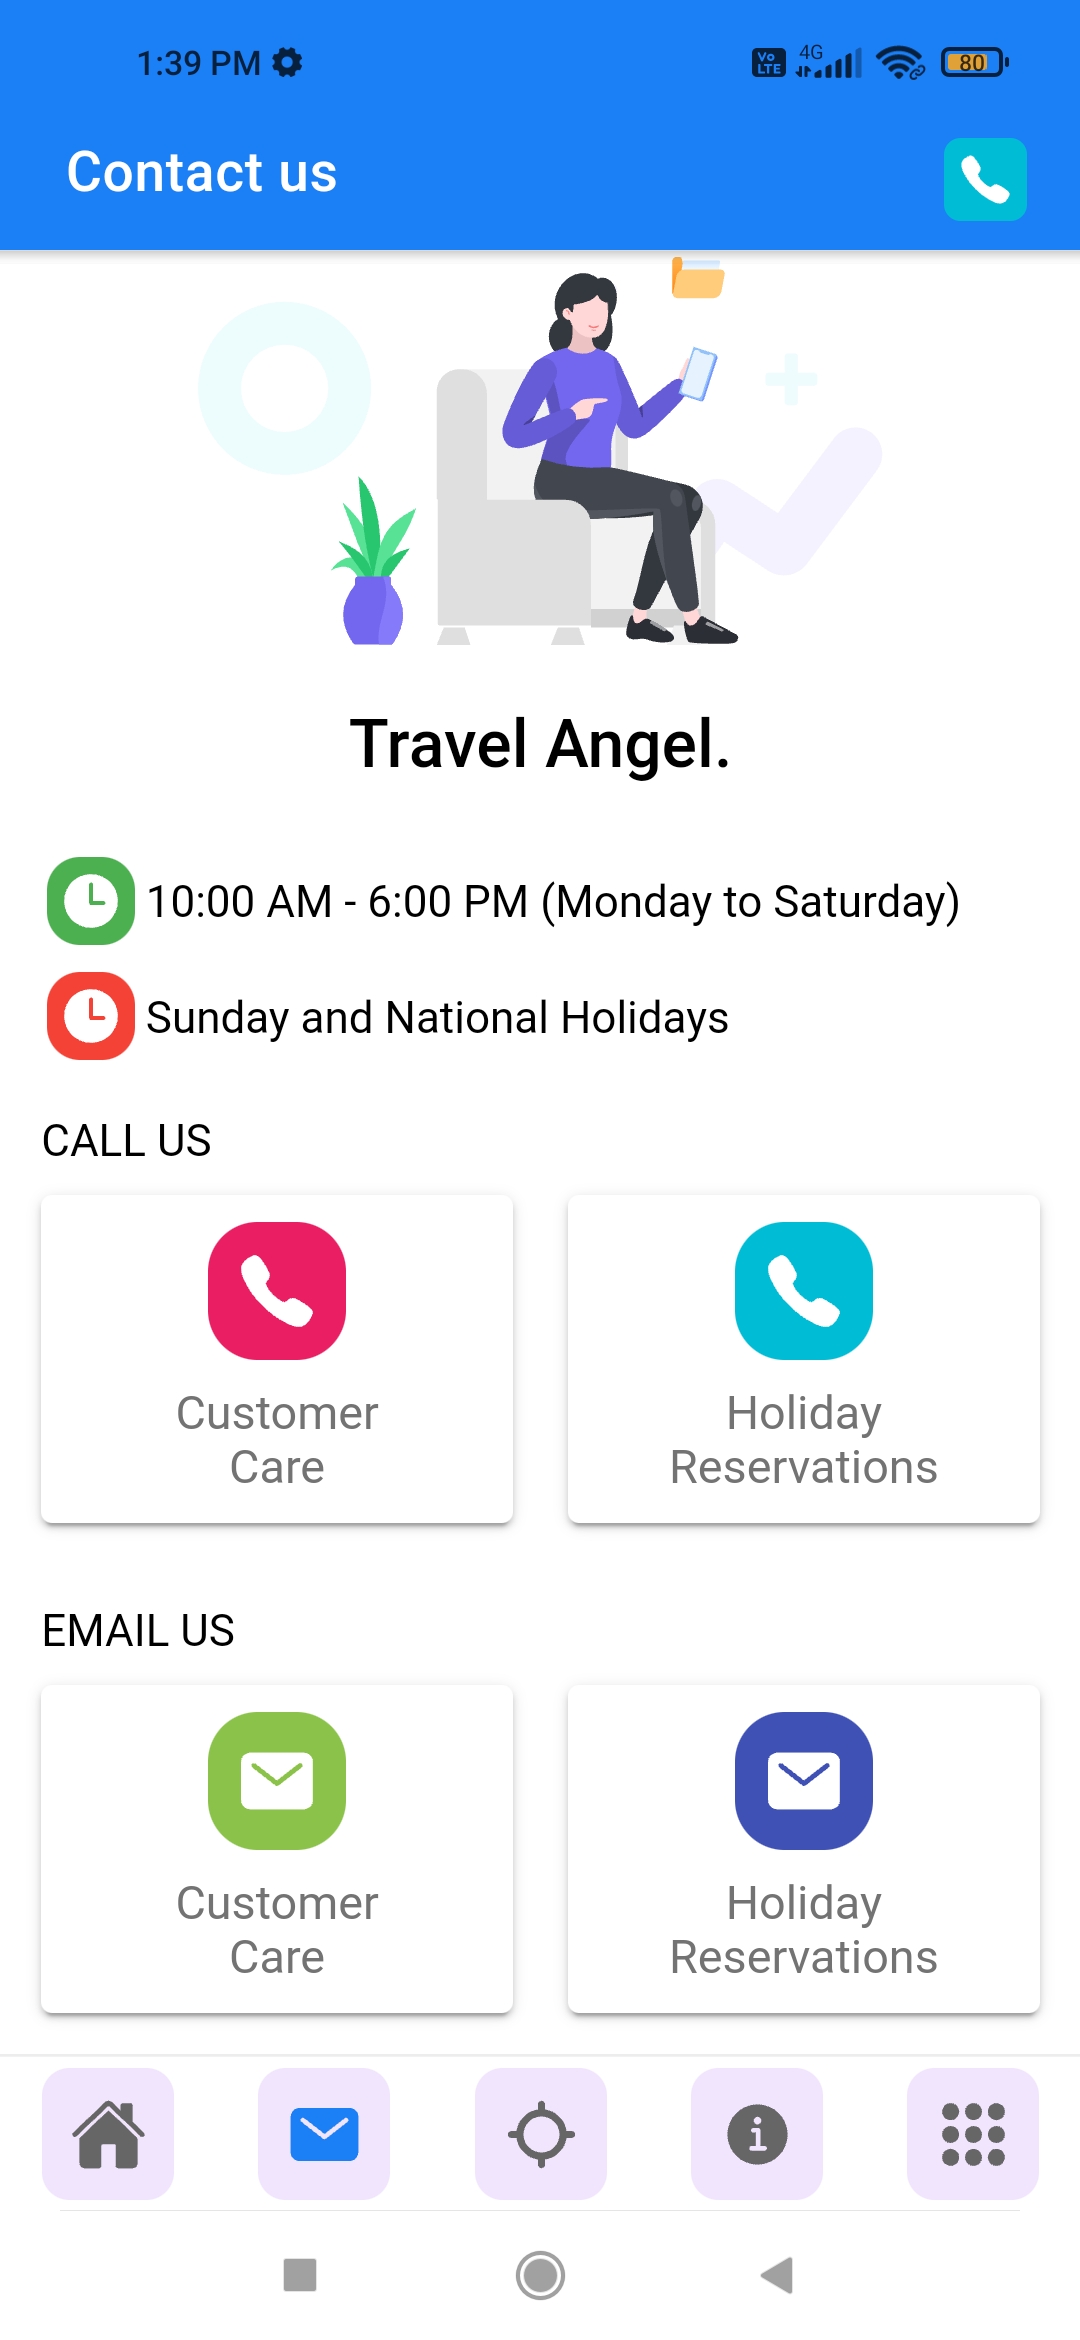 1:39 PM
Vo LTE 4G 80
Contact us
Travel Angel.
10:00 AM - 6:00 PM (Monday to Saturday)
Sunday and National Holidays
CALL US
Customer
Care
Holiday
Reservations
EMAIL US
Customer
Care
Holiday
Reservations